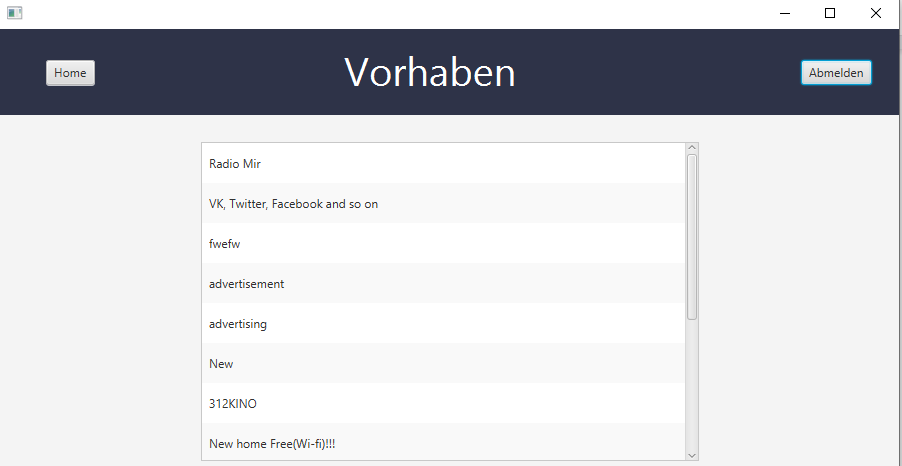 Home
Vorhaben
Abmelden
Radio Mir
VK, Twitter, Facebook and so on
fwefw
advertisement
advertising
New
312KINO
New home Free(Wi-fi)!!!